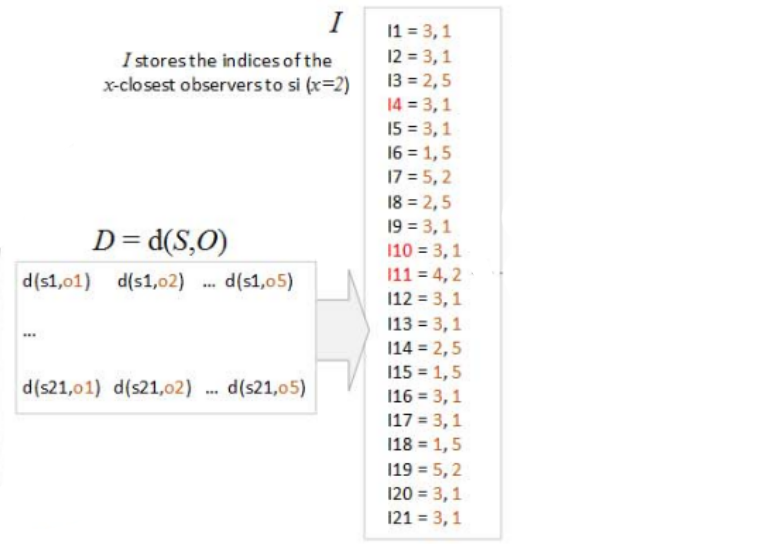 I
I stores the indices of the
x-closest observers to si (x=2)
D = d(S,O)
d(s1,o1) d(s1,o2) ... d(s1,o5)
...
d(s21,o1) d(s21,o2) ... d(s21,o5)
I1 = 3, 1
I2 = 3, 1
I3 = 2, 5
I4 = 3, 1
I5 = 3, 1
I6 = 1, 5
I7 = 5, 2
I8 = 2, 5
I9 = 3, 1
I10 = 3, 1
I11 = 4, 2
I12 = 3, 1
I13 = 3, 1
I14 = 2, 5
I15 = 1, 5
I16 = 3, 1
I17 = 3, 1
I18 = 1, 5
I19 = 5, 2
I20 = 3, 1
I21 = 3, 1